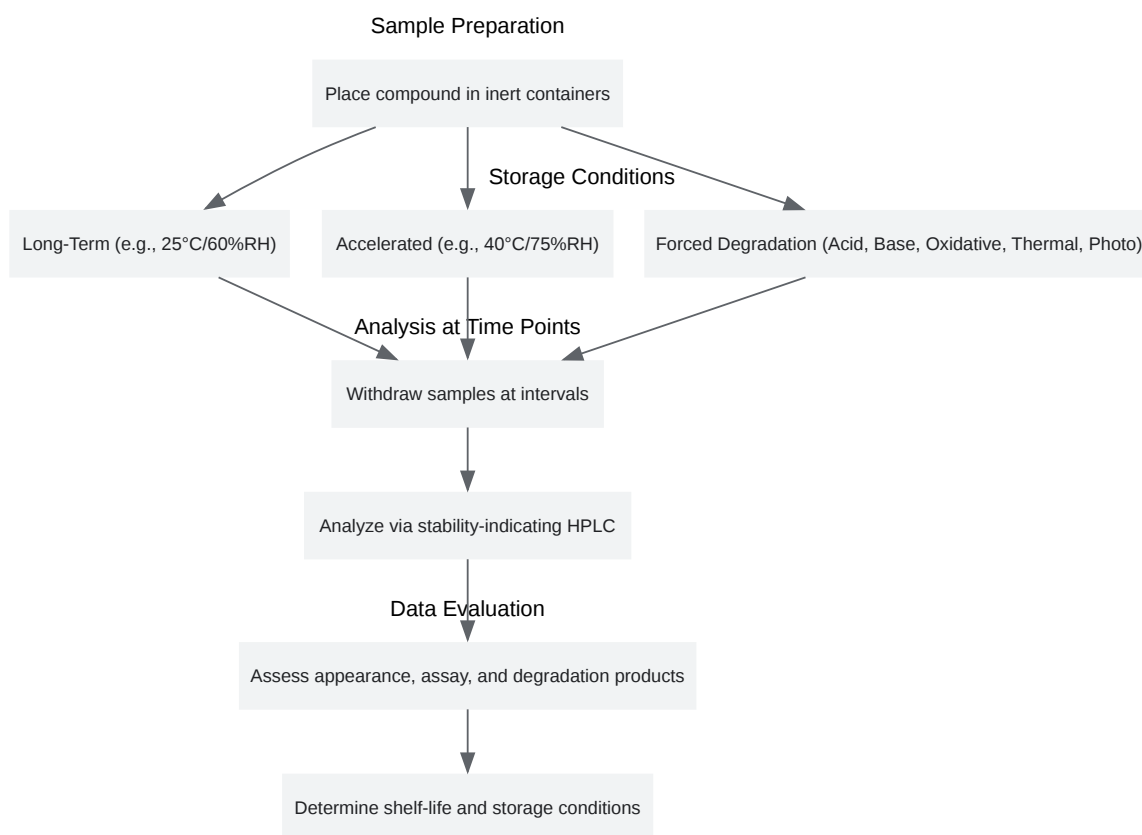 Sample Preparation
Place compound in inert containers
Storage Conditions
Long-Term (e.g., 25°C/60%RH)
Accelerated (e.g., 40°C/75%RH)
Forced Degradation (Acid, Base, Oxidative, Thermal, Photo)
Analysis at Time Points
Withdraw samples at intervals
Analyze via stability-indicating HPLC
Data Evaluation
Assess appearance, assay, and degradation products
Determine shelf-life and storage conditions